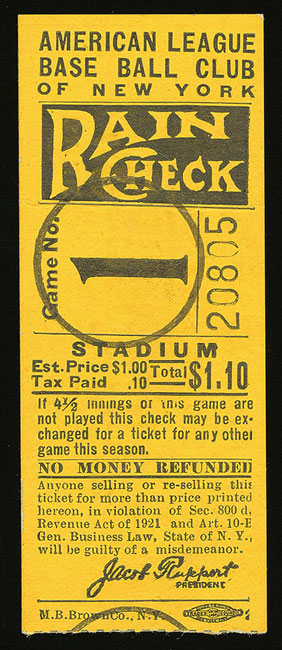 AMERICAN LEAGUE
BASE BALL CLUB
OF NEW YORK
RAIN
CHECK
Game No.
1
20805
STADIUM
Est. Price $1.00
Tax Paid .10
Total $1.10
If 4½ innings of this game are
not played this check may be ex-
changed for a ticket for any other
game this season.
NO MONEY REFUNDED
Anyone selling or re-selling this
ticket for more than price printed
hereon, in violation of Sec. 800 d,
Revenue Act of 1921 and Art. 10-B
Gen. Business Law, State of N. Y.,
will be guilty of a misdemeanor.
Jacob Ruppert
PRESIDENT
M.B. Brown Co., N.Y.